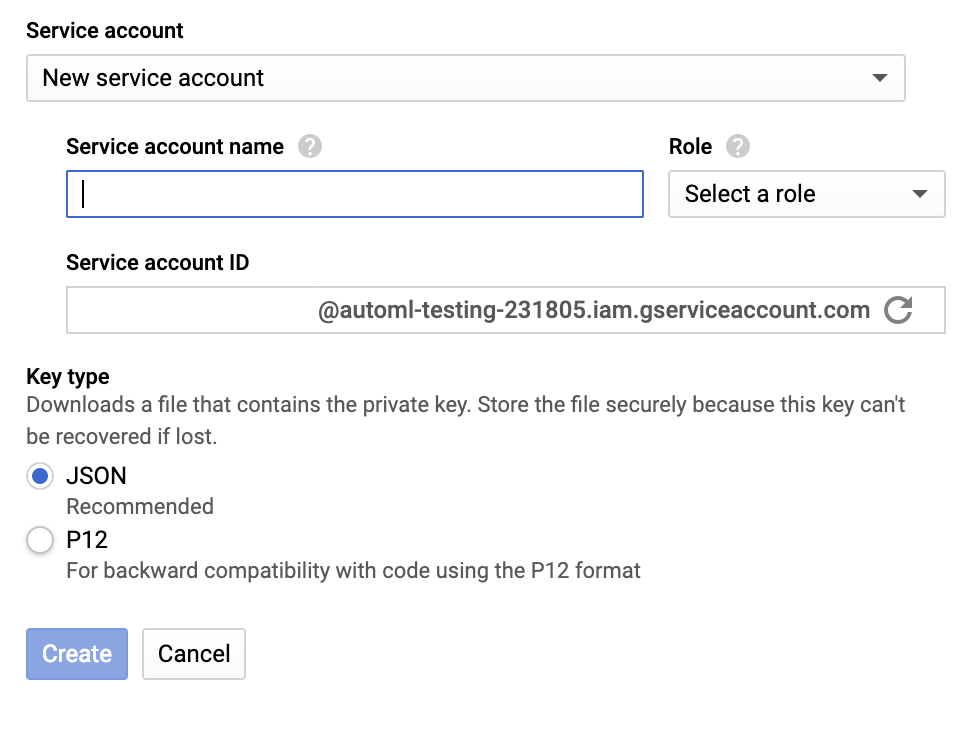 Service account
New service account
Service account name ? Role ?
Select a role
Service account ID
@automl-testing-231805.iam.gserviceaccount.com
Key type
Downloads a file that contains the private key. Store the file securely because this key can't
be recovered if lost.
JSON
Recommended
P12
For backward compatibility with code using the P12 format
Create Cancel